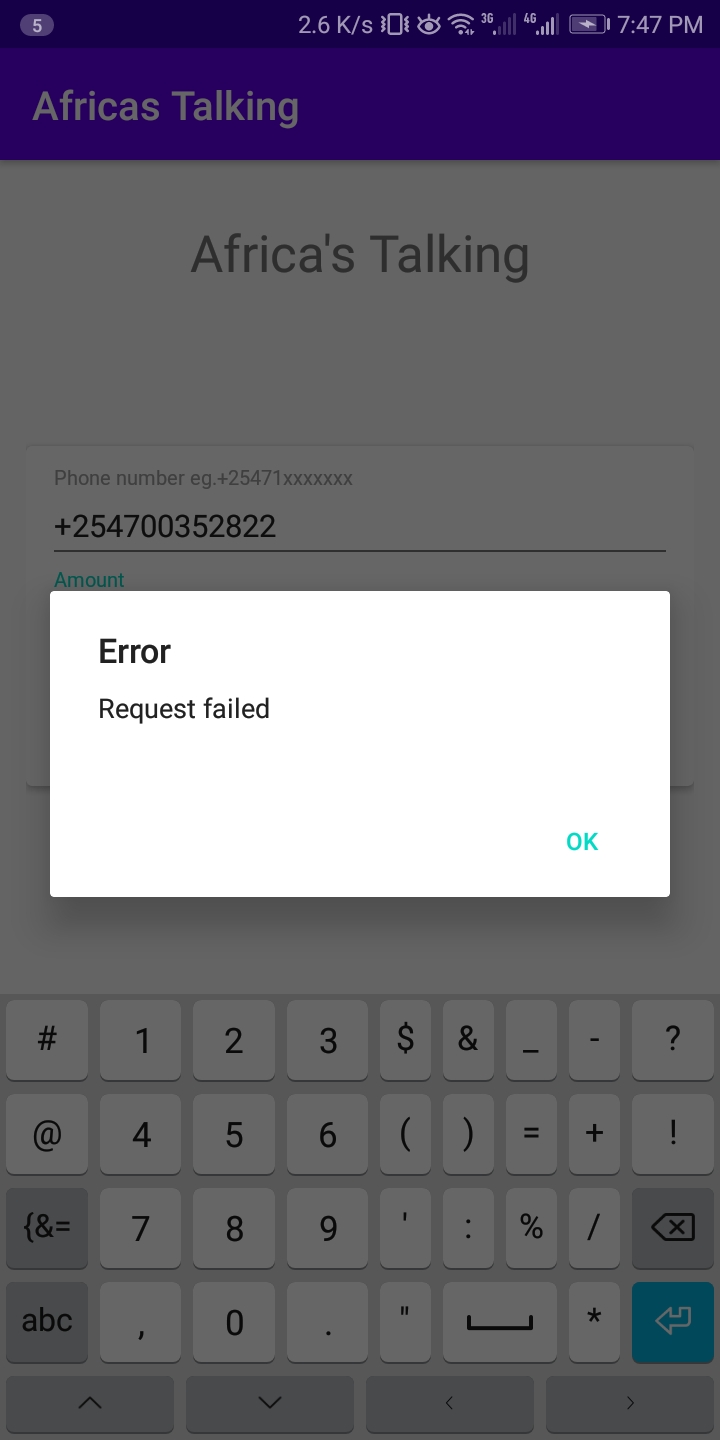 5 2.6 K/s 3G 4G 7:47 PM
Africas Talking
Africa's Talking
Phone number eg.+25471xxxxxxx
+254700352822
Amount
Error
Request failed
OK
# 1 2 3 $ & _ - ?
@ 4 5 6 ( ) = + !
{&= 7 8 9 ' : % /
abc , 0 . " *